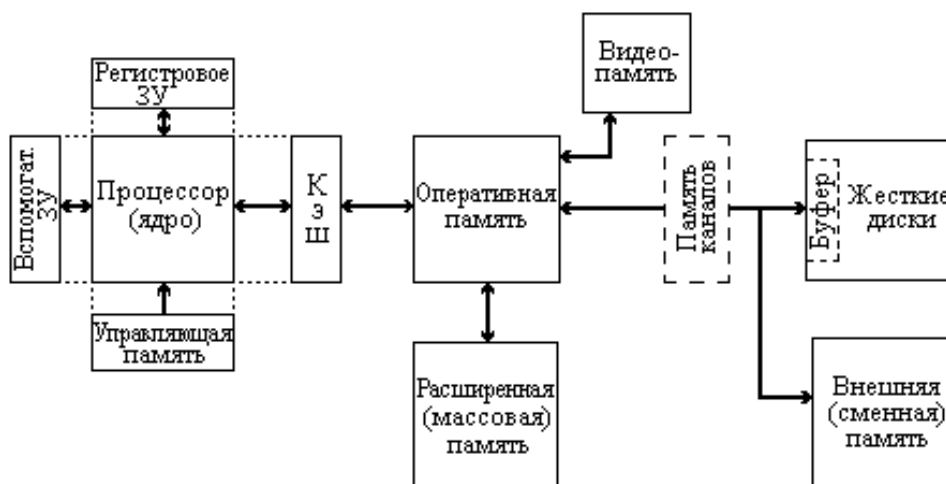 Видео-
память
Регистровое
ЗУ
Вспомогат.
ЗУ
Процессор
(ядро)
К
э
ш
Оперативная
память
Память
каналов
Буфер
Жесткие
диски
Управляющая
память
Расширенная
(массовая)
память
Внешняя
(сменная)
память